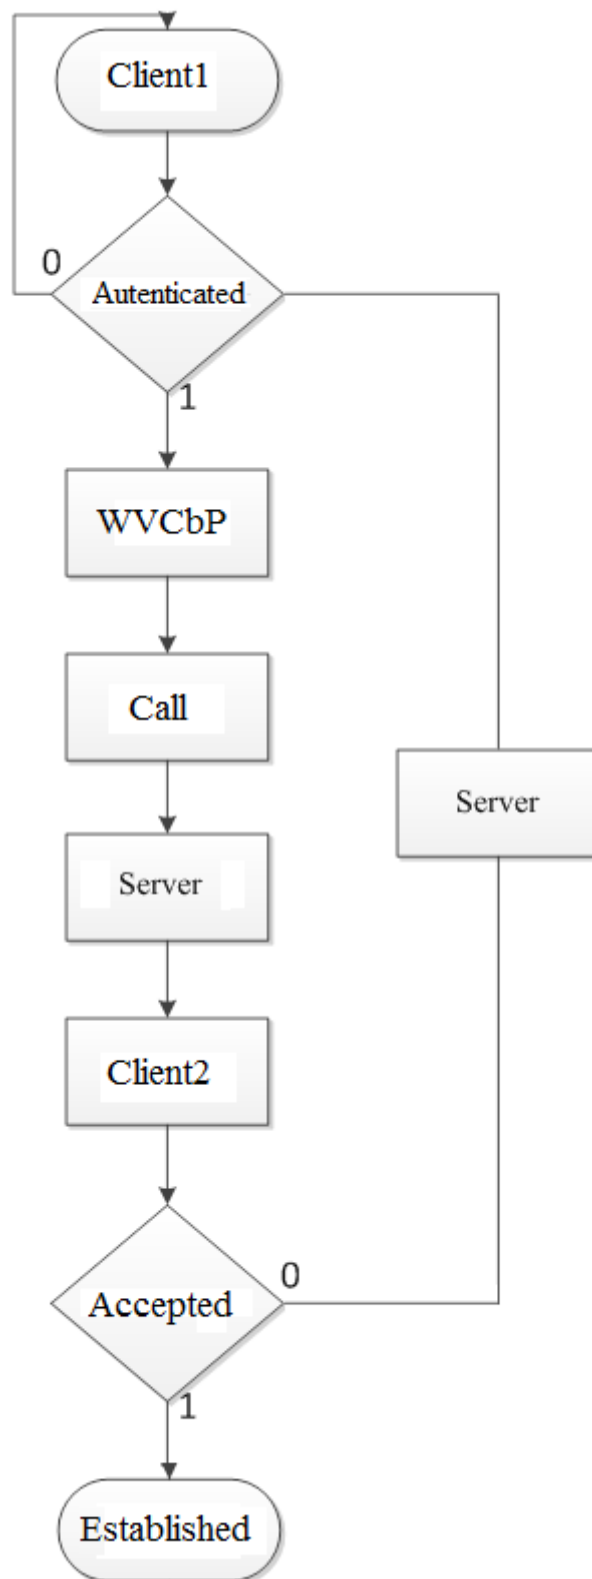 Client1
0
Autenticated
1
WVCbP
Call
Server
Server
Client2
0
Accepted
1
Established